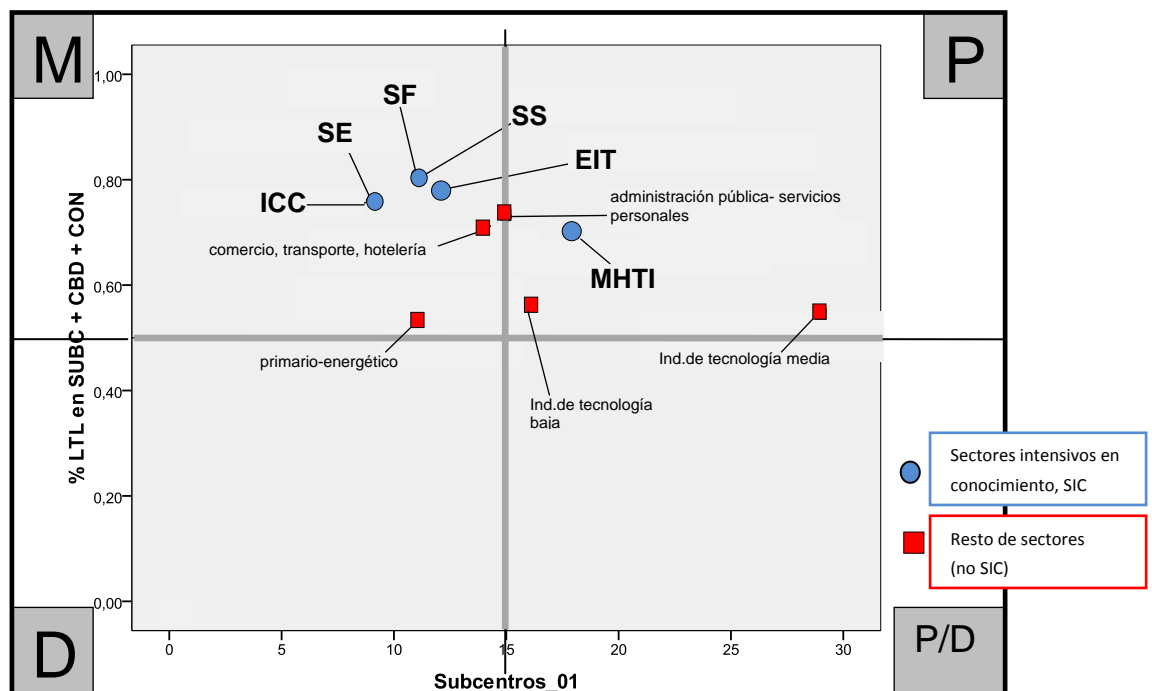 M
P
1,00
SF
SS
SE
EIT
0,80
ICC
administración pública- servicios
personales
comercio, transporte, hotelería
MHTI
0,60
% LTL en SUBC + CBD + CON
primario-energético
Ind.de tecnología media
0,40
Ind.de tecnología
baja
Sectores intensivos en
conocimiento, SIC
0,20
Resto de sectores
(no SIC)
0,00
D
P/D
0 5 10 15 20 25 30
Subcentros_01